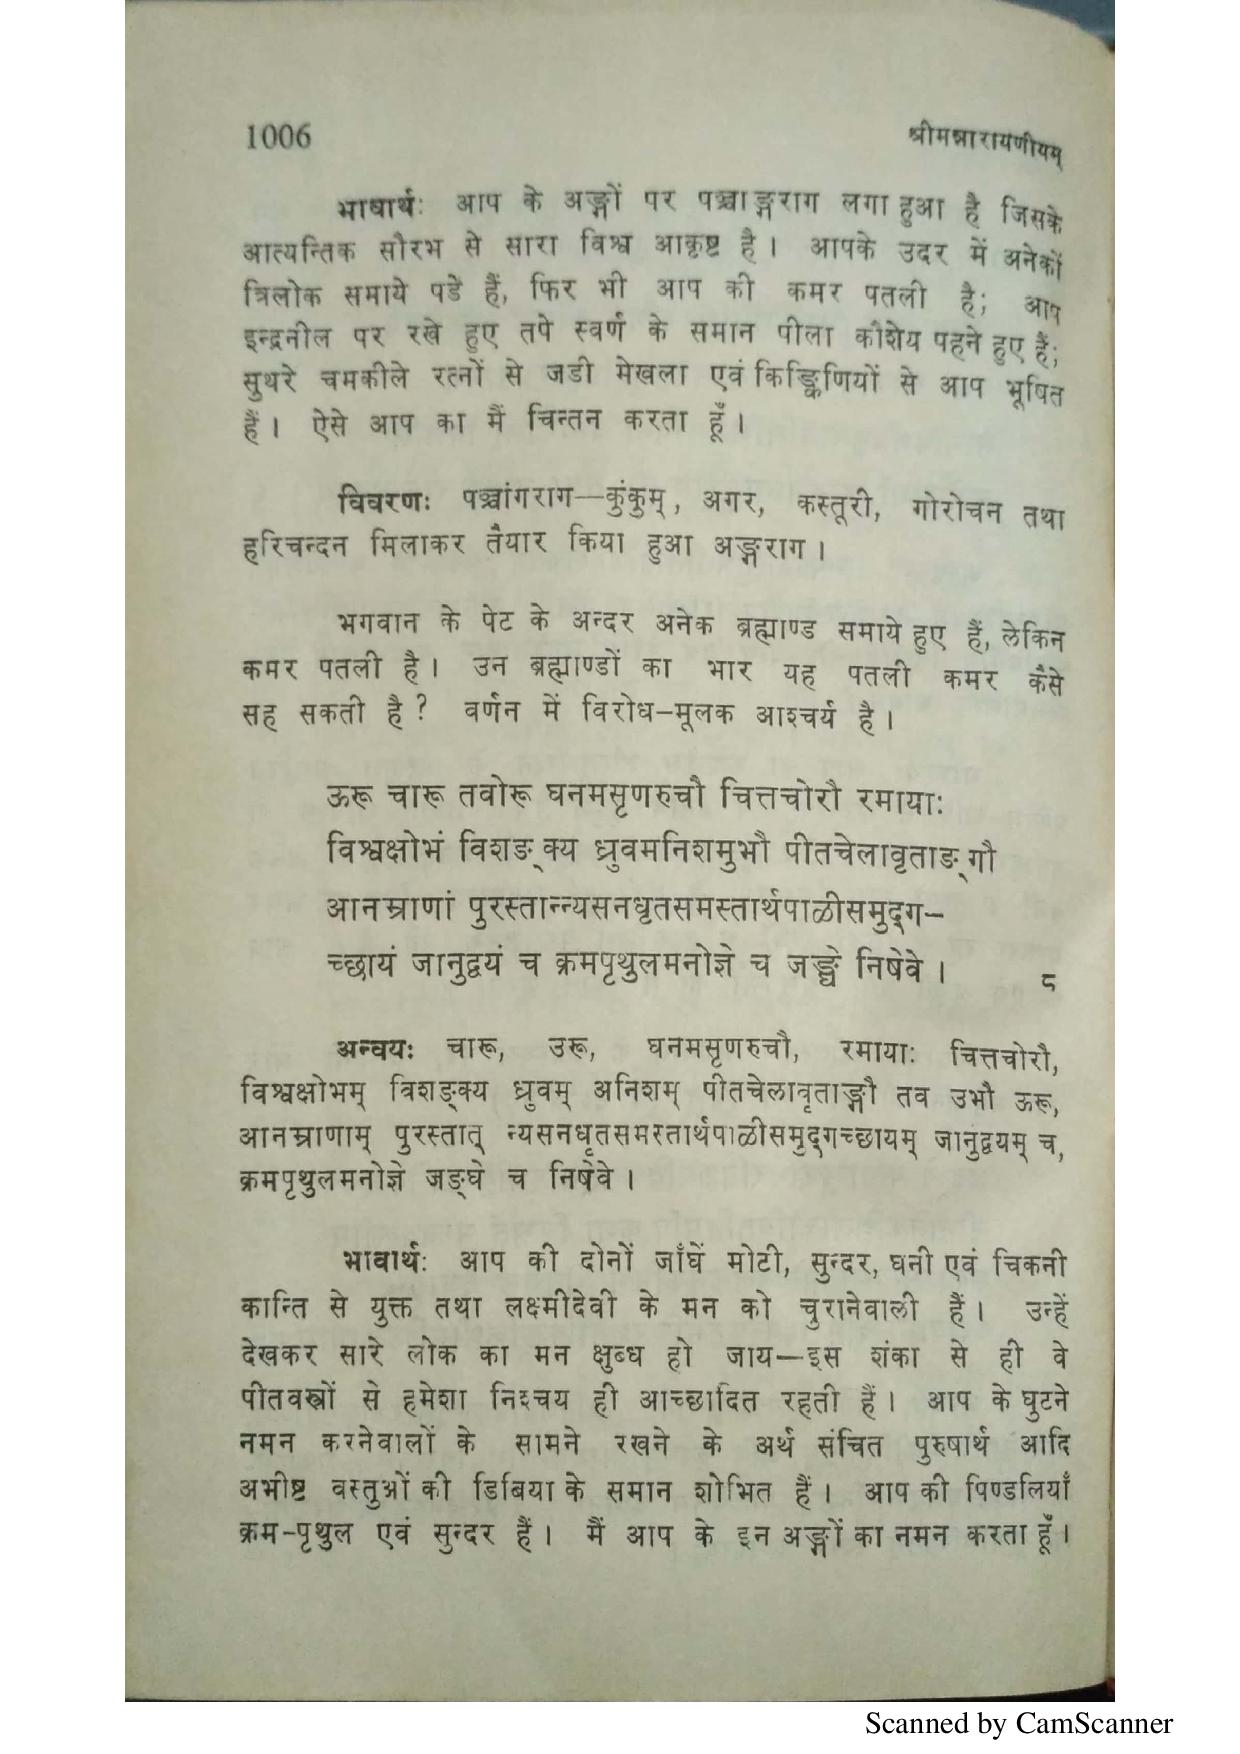 1006
श्रीमन्नारायणीयम्
भाषार्थः आप के अङ्गों पर पञ्चाङ्गराग लगा हुआ है जिसके
आत्यन्तिक सौरभ से सारा विश्व आकृष्ट है । आपके उदर में अनेकों
त्रिलोक समाये पडें हैं, फिर भी आप की कमर पतली है; आप
इन्द्रनील पर रखे हुए तपे स्वर्ण के समान पीला कौशेय पहने हुए हैं;
सुथरे चमकीले रत्नों से जडी मेखला एवं किङ्किणियों से आप भूषित
हैं । ऐसे आप का मैं चिन्तन करता हूँ ।
विवरणः पञ्चांगराग—कुंकुम्, अगर, कस्तूरी, गोरोचन तथा
हरिचन्दन मिलाकर तैयार किया हुआ अङ्गराग ।
भगवान के पेट के अन्दर अनेक ब्रह्माण्ड समाये हुए हैं, लेकिन
कमर पतली है । उन ब्रह्माण्डों का भार यह पतली कमर कैसे
सह सकती है ? वर्णन में विरोध-मूलक आश्चर्य है ।
ऊरू चारू तवोरू घनमसृणरुचौ चित्तचोरौ रमायाः
विश्वक्षोभं विशङ्क्य ध्रुवमनिशमुभौ पीतचेलावृताङ्गौ
आनम्राणां पुरस्तान्न्यसनधृतसमस्तार्थपाळीसमुद्ग-
च्छायं जानुद्वयं च क्रमपृथुलमनोज्ञे च जङ्घे निषेवे । ८
अन्वयः चारू, उरू, घनमसृणरुचौ, रमायाः चित्तचोरौ,
विश्वक्षोभम् विशङ्क्य ध्रुवम् अनिशम् पीतचेलावृताङ्गौ तव उभौ ऊरू,
आनम्राणाम् पुरस्तात् न्यसनधृतसमस्तार्थपाळीसमुद्गच्छायम् जानुद्वयम् च,
क्रमपृथुलमनोज्ञे जङ्घे च निषेवे ।
भावार्थः आप की दोनों जाँघें मोटी, सुन्दर, घनी एवं चिकनी
कान्ति से युक्त तथा लक्ष्मीदेवी के मन को चुरानेवाली हैं । उन्हें
देखकर सारे लोक का मन क्षुब्ध हो जाय—इस शंका से ही वे
पीतवस्त्रों से हमेशा निश्चय ही आच्छादित रहती हैं । आप के घुटने
नमन करनेवालों के सामने रखने के अर्थ संचित पुरुषार्थ आदि
अभीष्ट वस्तुओं की डिबिया के समान शोभित हैं । आप की पिण्डलियाँ
क्रम-पृथुल एवं सुन्दर हैं । मैं आप के इन अङ्गों का नमन करता हूँ ।
Scanned by CamScanner